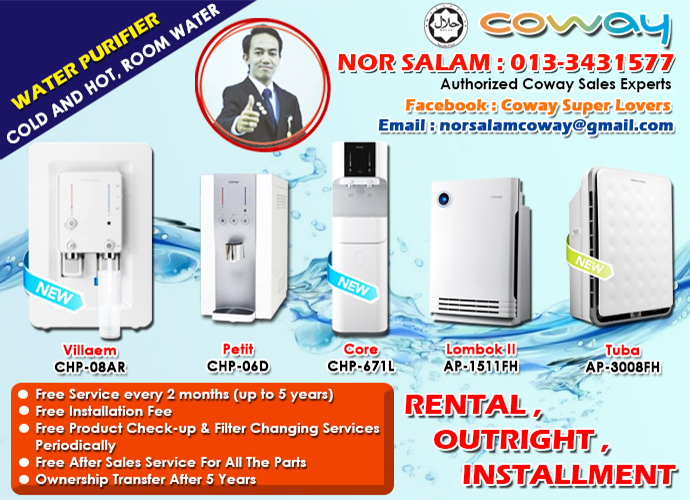 WATER PURIFIER
COLD AND HOT, ROOM WATER
حلال
coway
NOR SALAM : 013-3431577
Authorized Coway Sales Experts
Facebook : Coway Super Lovers
Email : norsalamcoway@gmail.com
NEW
NEW
NEW
Villaem
CHP-08AR
Petit
CHP-06D
Core
CHP-671L
Lombok II
AP-1511FH
Tuba
AP-3008FH
Free Service every 2 months (up to 5 years)
Free Installation Fee
Free Product Check-up & Filter Changing Services
Periodically
Free After Sales Service For All The Parts
Ownership Transfer After 5 Years
RENTAL ,
OUTRIGHT ,
INSTALLMENT